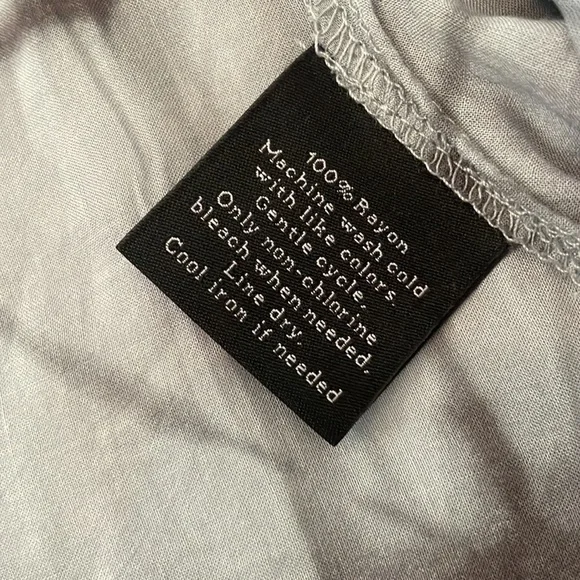 100% Rayon
Machine wash cold
with like colors.
Gentle cycle,
Only non-chlorine
bleach when needed,
Line dry,
Cool iron if needed